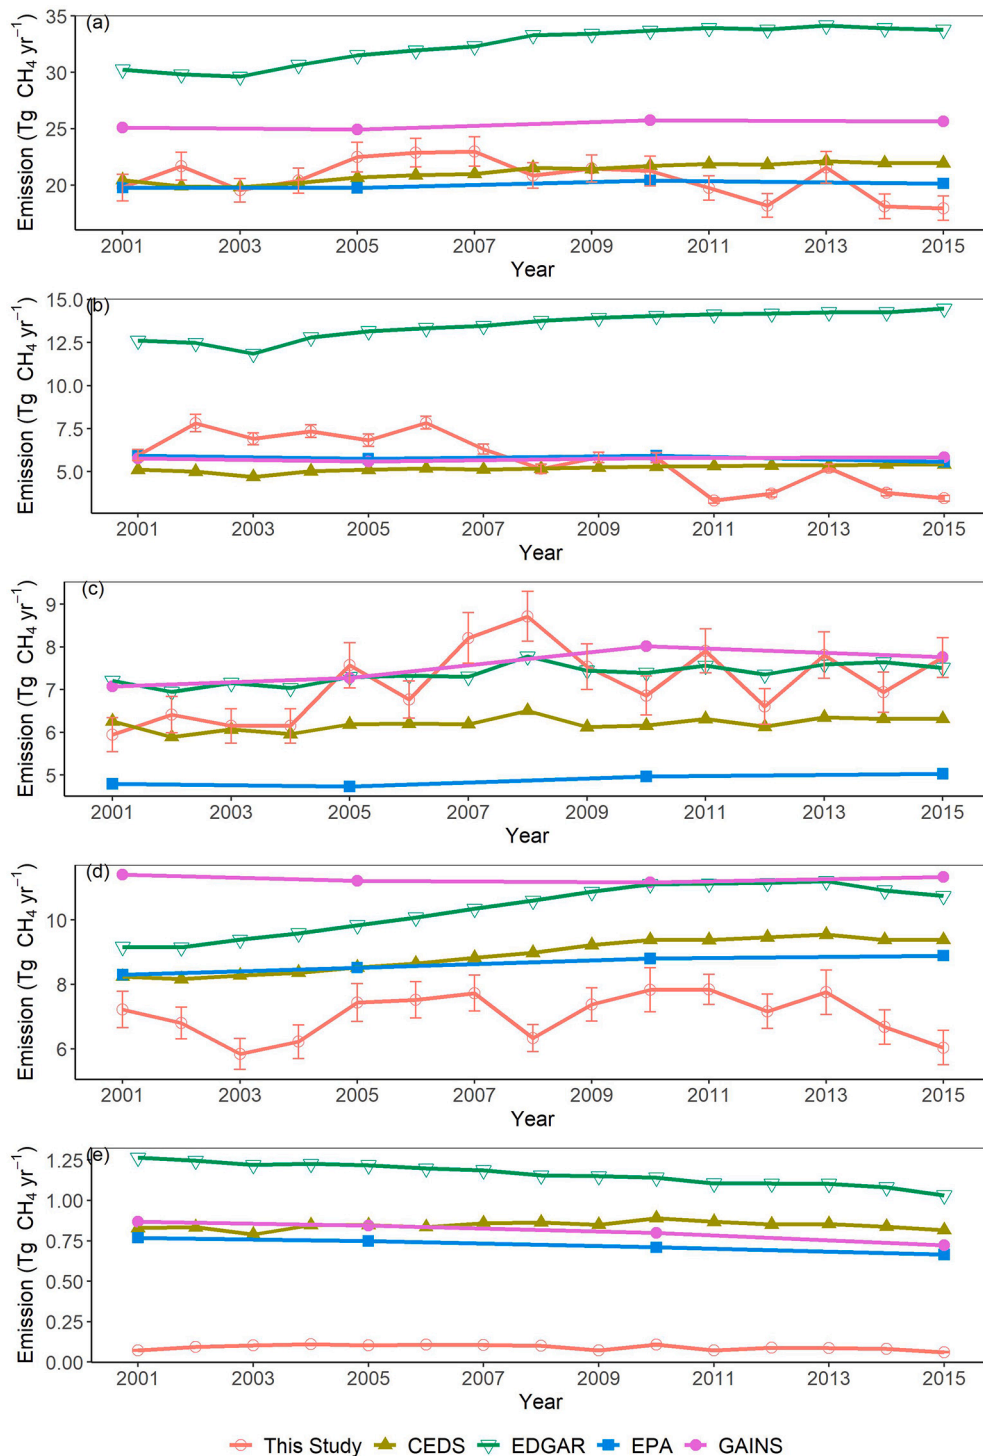 (a)
Emission (Tg CH₄ yr⁻¹)
35
30
25
20
2001 2003 2005 2007 2009 2011 2013 2015
Year
(b)
Emission (Tg CH₄ yr⁻¹)
15.0
12.5
10.0
7.5
5.0
2001 2003 2005 2007 2009 2011 2013 2015
Year
(c)
Emission (Tg CH₄ yr⁻¹)
9
8
7
6
5
2001 2003 2005 2007 2009 2011 2013 2015
Year
(d)
Emission (Tg CH₄ yr⁻¹)
10
8
6
2001 2003 2005 2007 2009 2011 2013 2015
Year
(e)
Emission (Tg CH₄ yr⁻¹)
1.25
1.00
0.75
0.50
0.25
0.00
2001 2003 2005 2007 2009 2011 2013 2015
Year
This Study CEDS EDGAR EPA GAINS